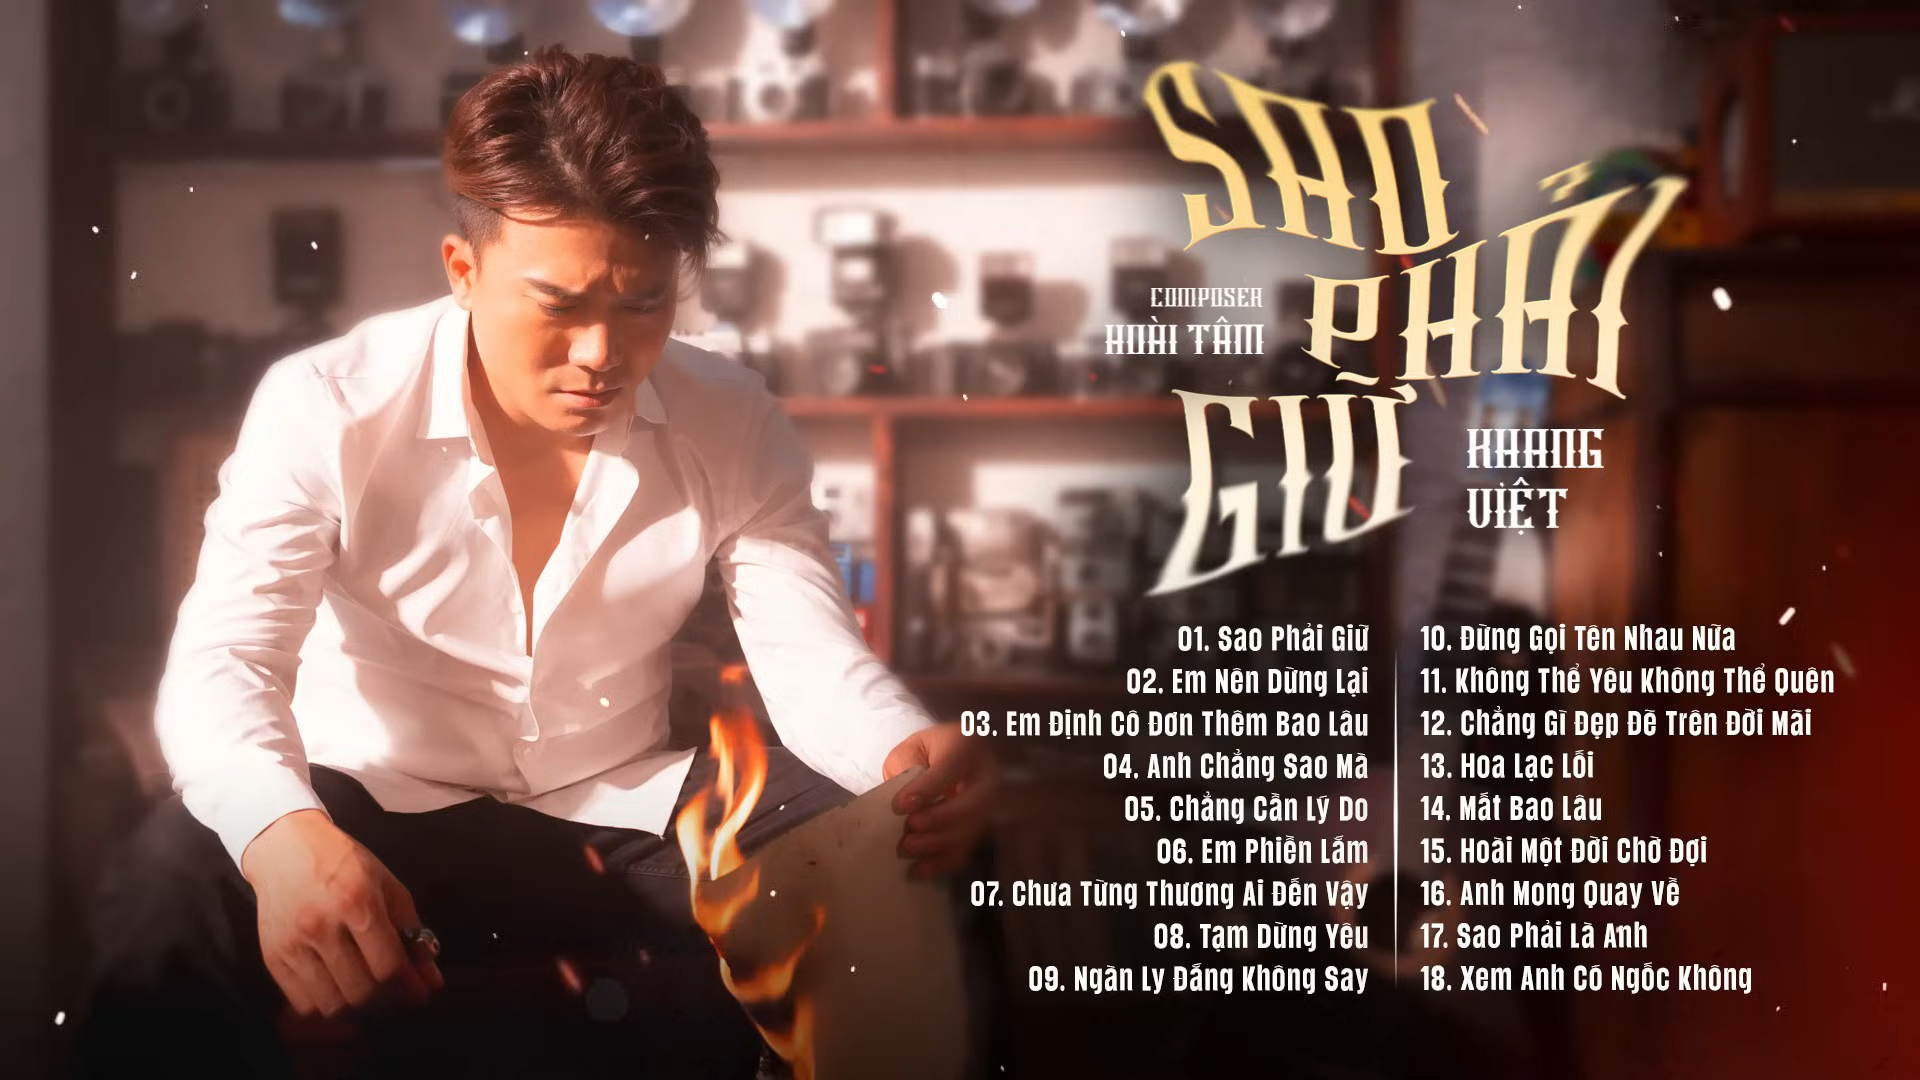 SAO
PHẢI
COMPOSER
HOÀI TÂM
GIỮ
KHANG
VIỆT
01. Sao Phải Giữ
02. Em Nên Dừng Lại
03. Em Định Cô Đơn Thêm Bao Lâu
04. Anh Chẳng Sao Mà
05. Chẳng Cần Lý Do
06. Em Phiền Lắm
07. Chưa Từng Thương Ai Đến Vậy
08. Tạm Dừng Yêu
09. Ngàn Ly Đắng Không Say
10. Đừng Gọi Tên Nhau Nữa
11. Không Thể Yêu Không Thể Quên
12. Chẳng Gì Đẹp Đẽ Trên Đời Mãi
13. Hoa Lạc Lối
14. Mất Bao Lâu
15. Hoài Một Đời Chờ Đợi
16. Anh Mong Quay Về
17. Sao Phải Là Anh
18. Xem Anh Có Ngốc Không